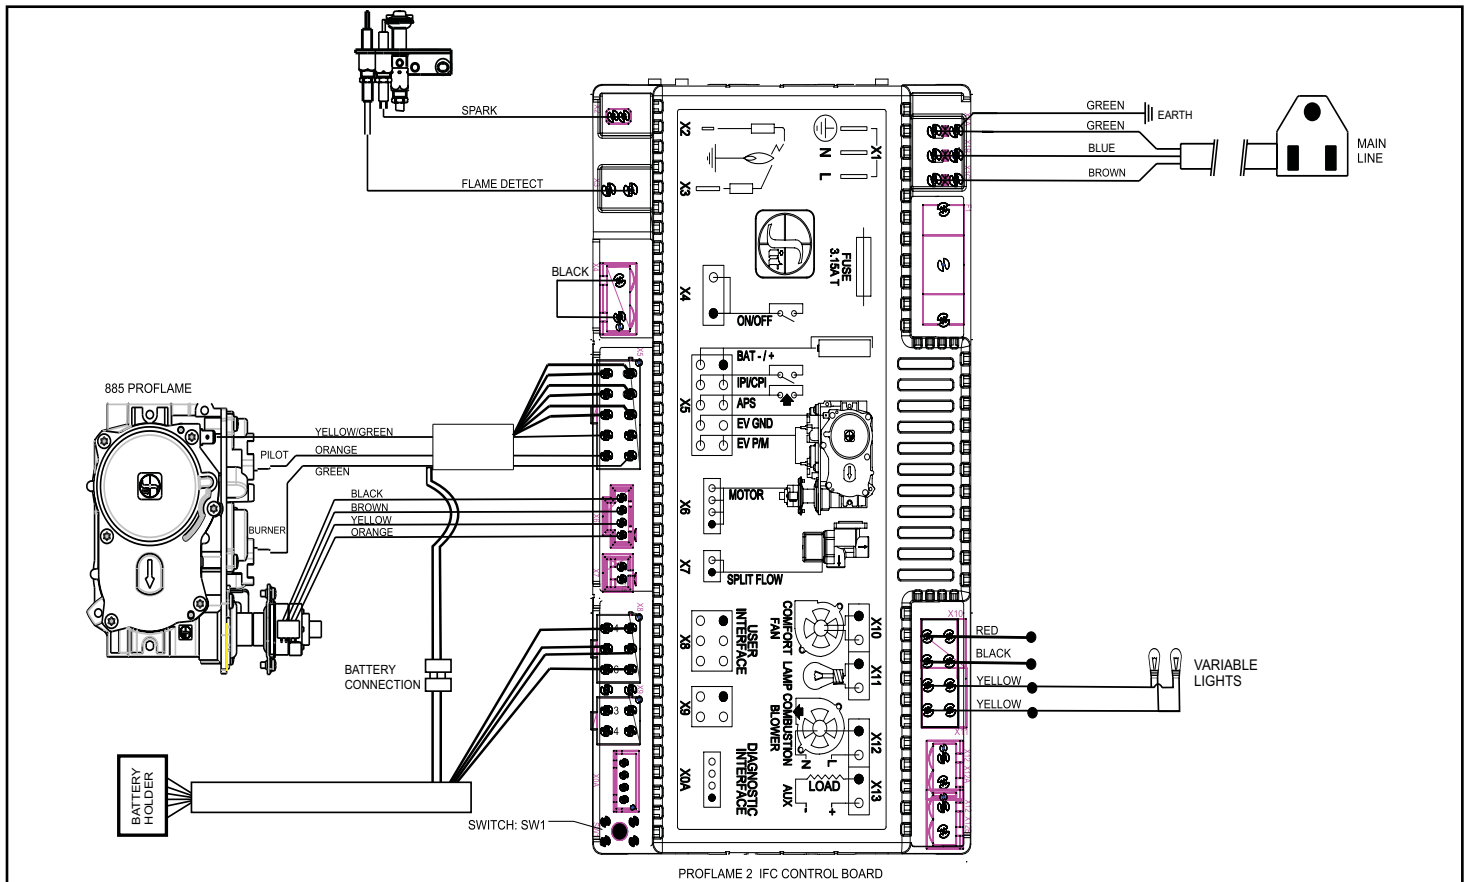 SPARK
FLAME DETECT
BLACK
885 PROFLAME
YELLOW/GREEN
PILOT
ORANGE
GREEN
BLACK
BROWN
YELLOW
ORANGE
BURNER
BATTERY
CONNECTION
BATTERY
HOLDER
SWITCH: SW1
X2
X3
X4
ON/OFF
X5
BAT - / +
IPI/CPI
APS
EV GND
EV P/M
X6
MOTOR
X7
SPLIT FLOW
X8
USER
INTERFACE
X9
X0A
DIAGNOSTIC
INTERFACE
X1
N
L
FUSE
3.15A T
COMFORT
FAN
X10
LAMP
X11
COMBUSTION
BLOWER
X12
N
L
X13
LOAD
AUX
-
+
GREEN
EARTH
GREEN
BLUE
BROWN
MAIN
LINE
X10
RED
BLACK
YELLOW
YELLOW
VARIABLE
LIGHTS
PROFLAME 2 IFC CONTROL BOARD